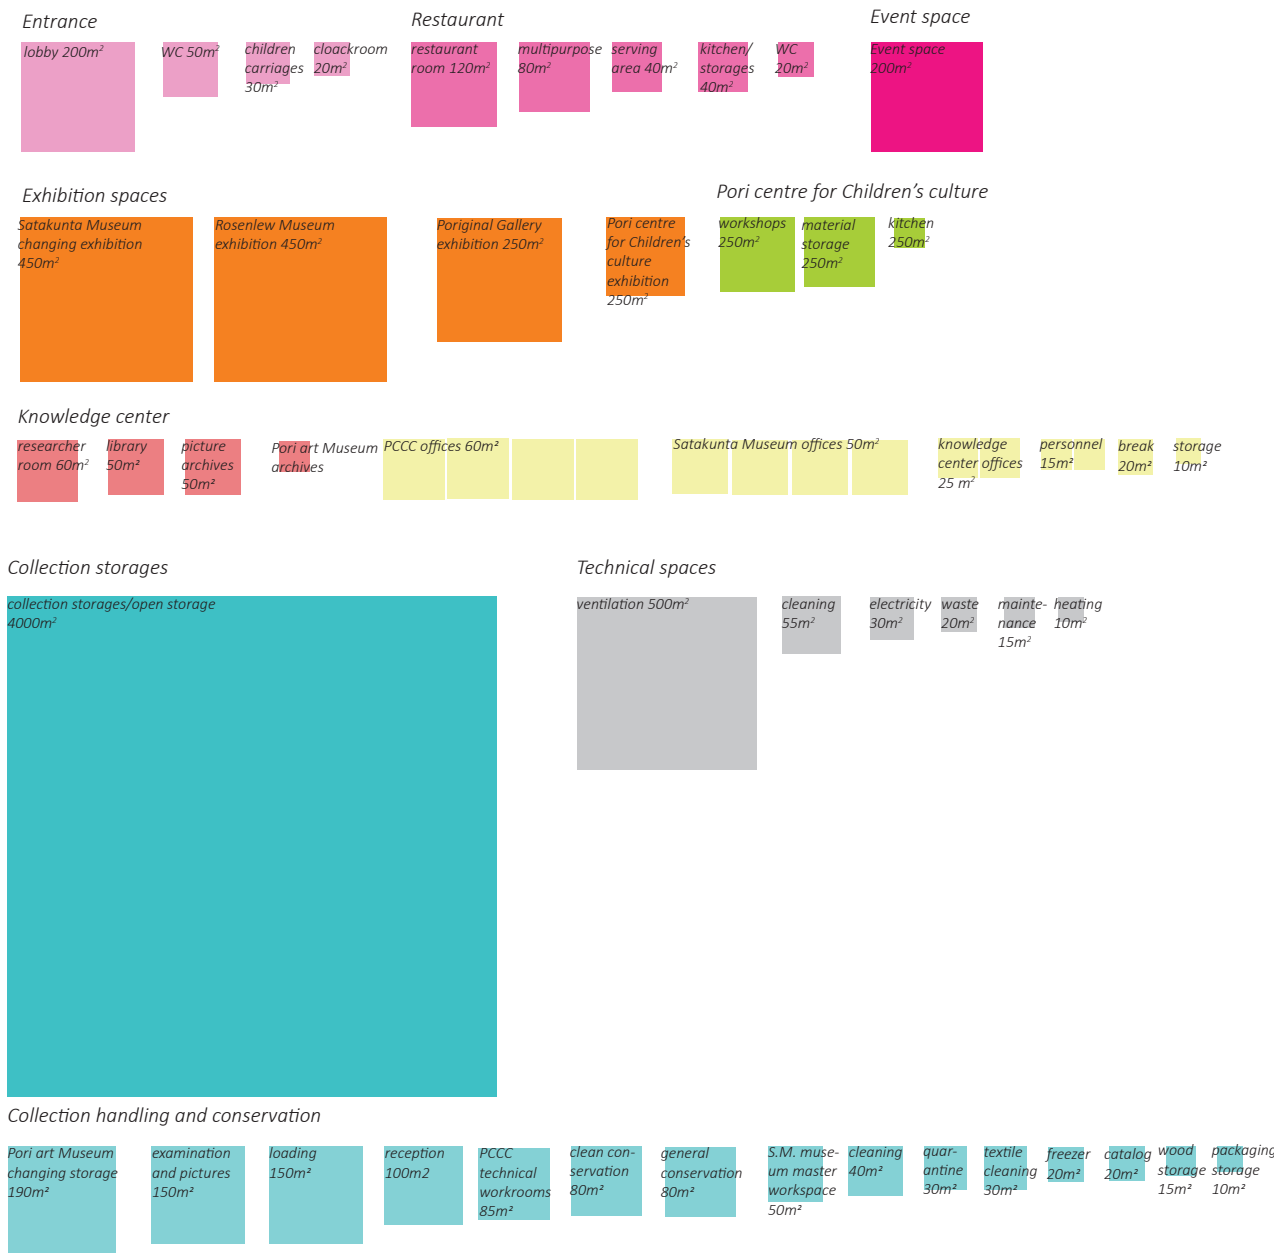 Entrance
lobby 200m²
WC 50m²
children
carriages
30m²
cloackroom
20m²
Restaurant
restaurant
room 120m²
multipurpose
80m²
serving
area 40m²
kitchen/
storages
40m²
WC
20m²
Event space
Event space
200m²
Exhibition spaces
Satakunta Museum
changing exhibition
450m²
Rosenlew Museum
exhibition 450m²
Poriginal Gallery
exhibition 250m²
Pori centre
for Children's
culture
exhibition
250m²
Pori centre for Children's culture
workshops
250m²
material
storage
250m²
kitchen
250m²
Knowledge center
researcher
room 60m²
library
50m²
picture
archives
50m²
Pori art Museum
archives
PCCC offices 60m²
Satakunta Museum offices 50m²
knowledge
center offices
25 m²
personnel
15m²
break
20m²
storage
10m²
Collection storages
collection storages/open storage
4000m²
Technical spaces
ventilation 500m²
cleaning
55m²
electricity
30m²
waste
20m²
mainte-
nance
15m²
heating
10m²
Collection handling and conservation
Pori art Museum
changing storage
190m²
examination
and pictures
150m²
loading
150m²
reception
100m2
PCCC
technical
workrooms
85m²
clean con-
servation
80m²
general
conservation
80m²
S.M. muse-
um master
workspace
50m²
cleaning
40m²
quar-
antine
30m²
textile
cleaning
30m²
freezer
20m²
catalog
20m²
wood
storage
15m²
packaging
storage
10m²